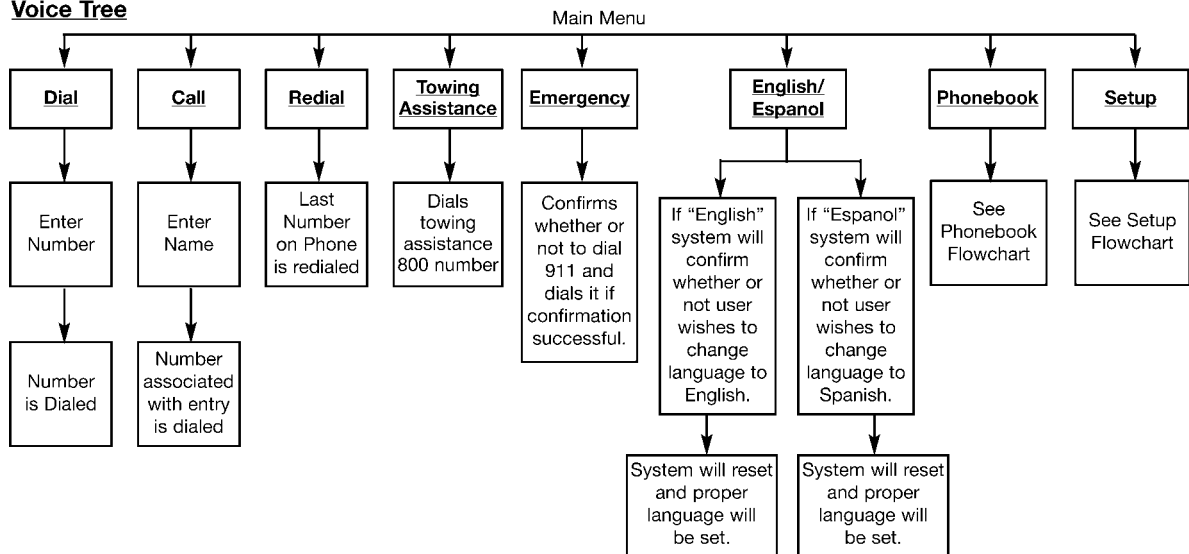 Voice Tree
Main Menu
Dial
Call
Redial
Towing
Assistance
Emergency
English/
Espanol
Phonebook
Setup
Enter
Number
Enter
Name
Last
Number
on Phone
is redialed
Dials
towing
assistance
800 number
Confirms
whether or
not to dial
911 and
dials it if
confirmation
successful.
If “English”
system will
confirm
whether or
not user
wishes to
change
language to
English.
If “Espanol”
system will
confirm
whether or
not user
wishes to
change
language to
Spanish.
See
Phonebook
Flowchart
See Setup
Flowchart
Number
is Dialed
Number
associated
with entry
is dialed
System will reset
and proper
language will
be set.
System will reset
and proper
language will
be set.